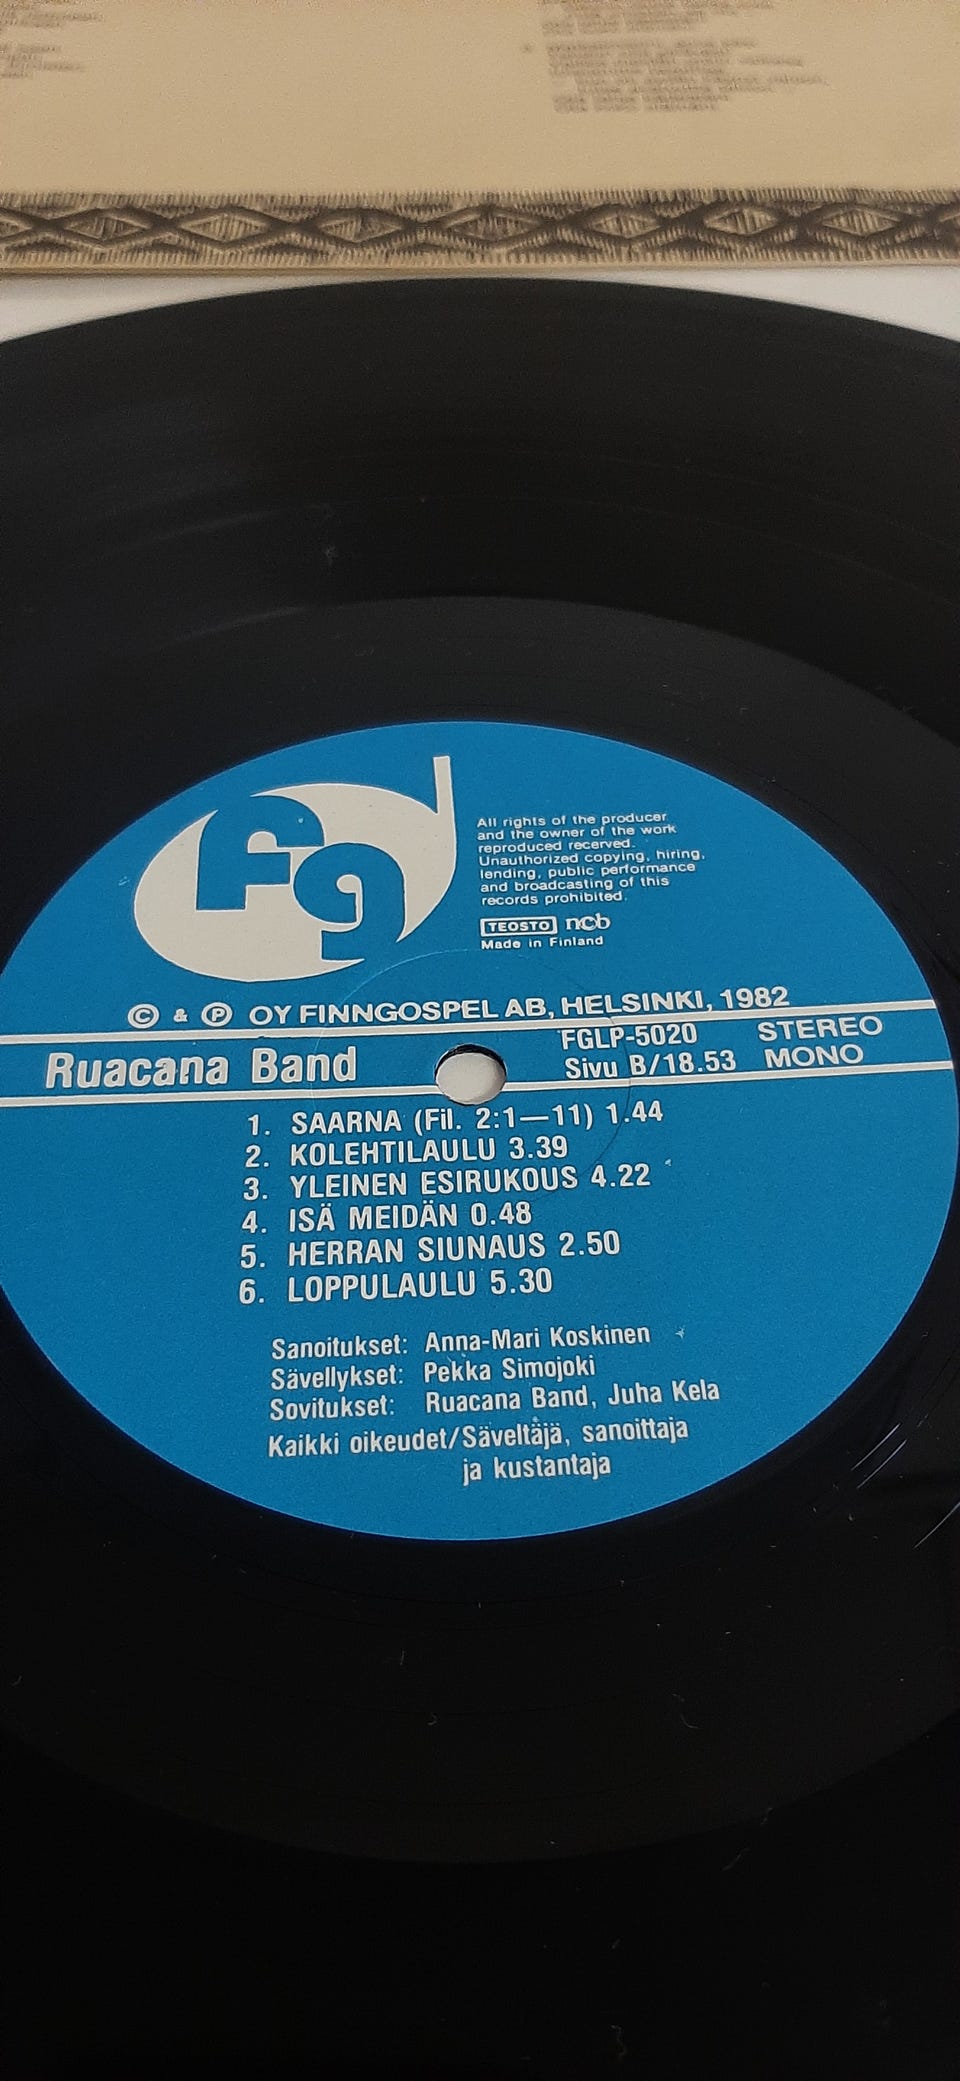 fg
All rights of the producer
and the owner of the work
reproduced recerved.
Unauthorized copying, hiring,
lending, public performance
and broadcasting of this
records prohibited.
TEOSTO ncb
Made in Finland
© & ℗ OY FINNGOSPEL AB, HELSINKI, 1982
Ruacana Band
FGLP-5020 STEREO
Sivu B/18.53 MONO
1. SAARNA (Fil. 2:1—11) 1.44
2. KOLEHTILAULU 3.39
3. YLEINEN ESIRUKOUS 4.22
4. ISÄ MEIDÄN 0.48
5. HERRAN SIUNAUS 2.50
6. LOPPULAULU 5.30
Sanoitukset: Anna-Mari Koskinen
Sävellykset: Pekka Simojoki
Sovitukset: Ruacana Band, Juha Kela
Kaikki oikeudet/Säveltäjä, sanoittaja
ja kustantaja